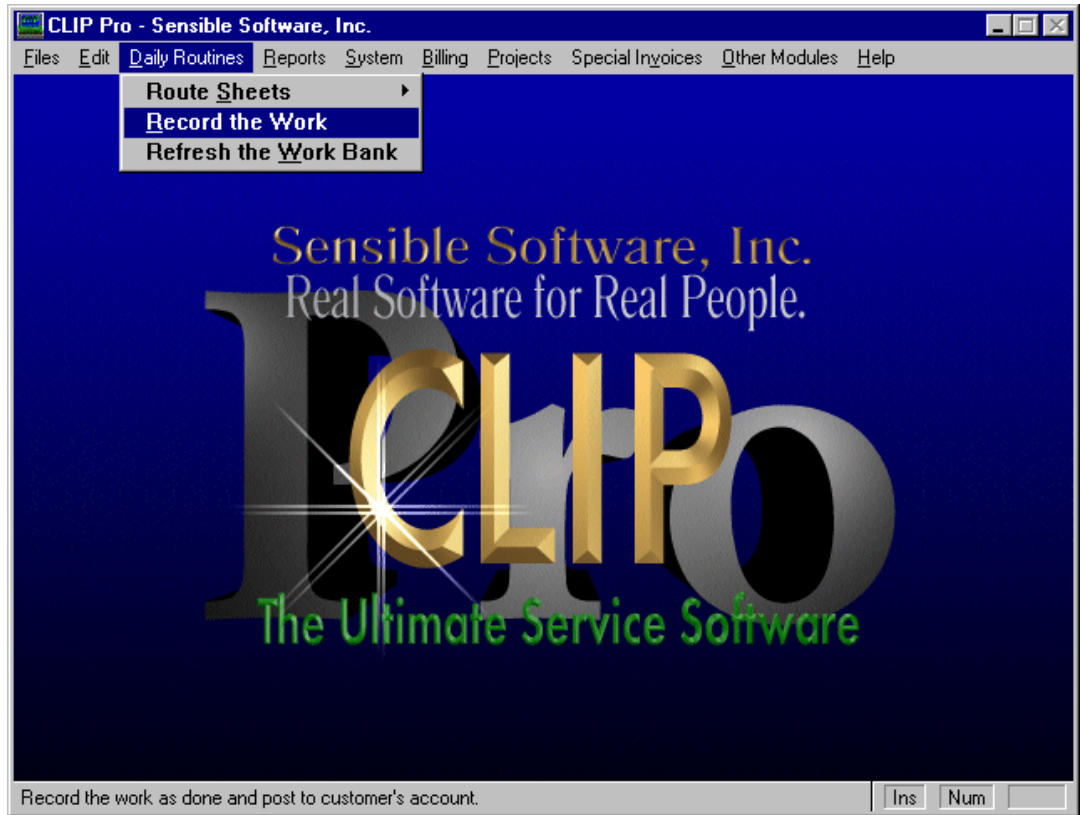 CLIP Pro - Sensible Software, Inc.
Files Edit Daily Routines Reports System Billing Projects Special Invoices Other Modules Help
Route Sheets
Record the Work
Refresh the Work Bank
Sensible Software, Inc.
Real Software for Real People.
Pro
CLIP
The Ultimate Service Software
Record the work as done and post to customer's account. Ins Num